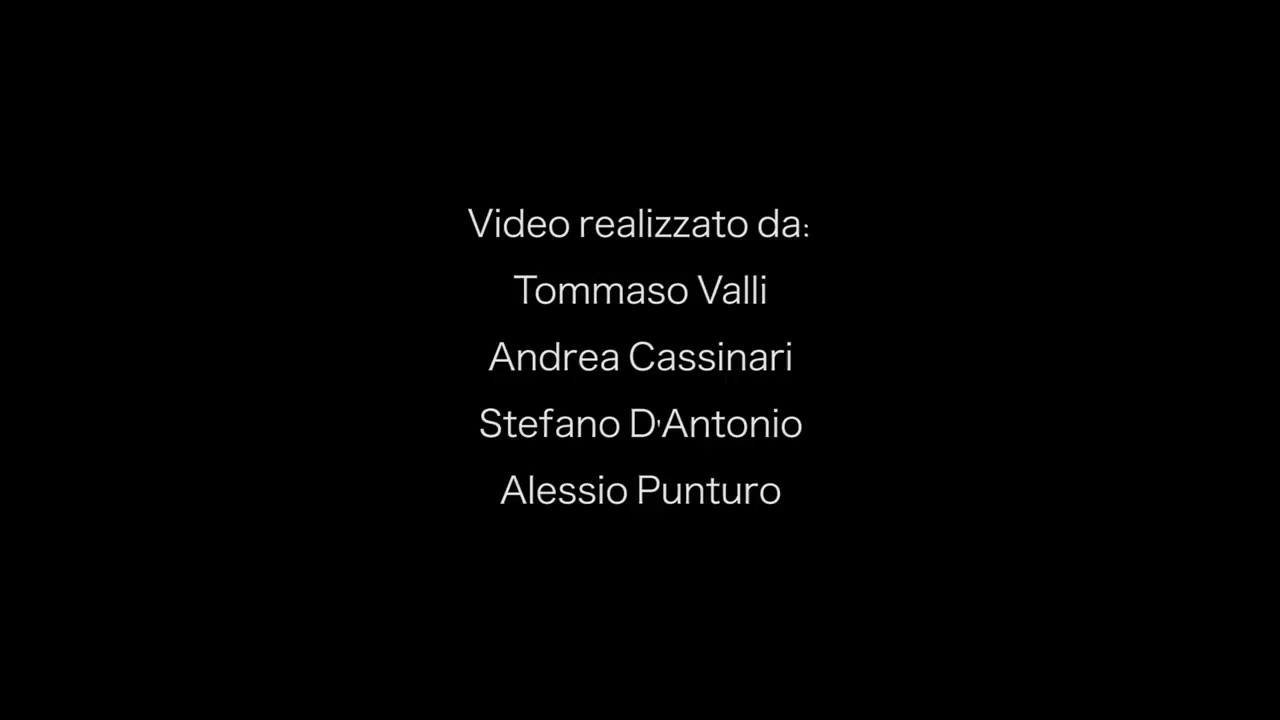 Video realizzato da:
Tommaso Valli
Andrea Cassinari
Stefano D'Antonio
Alessio Punturo